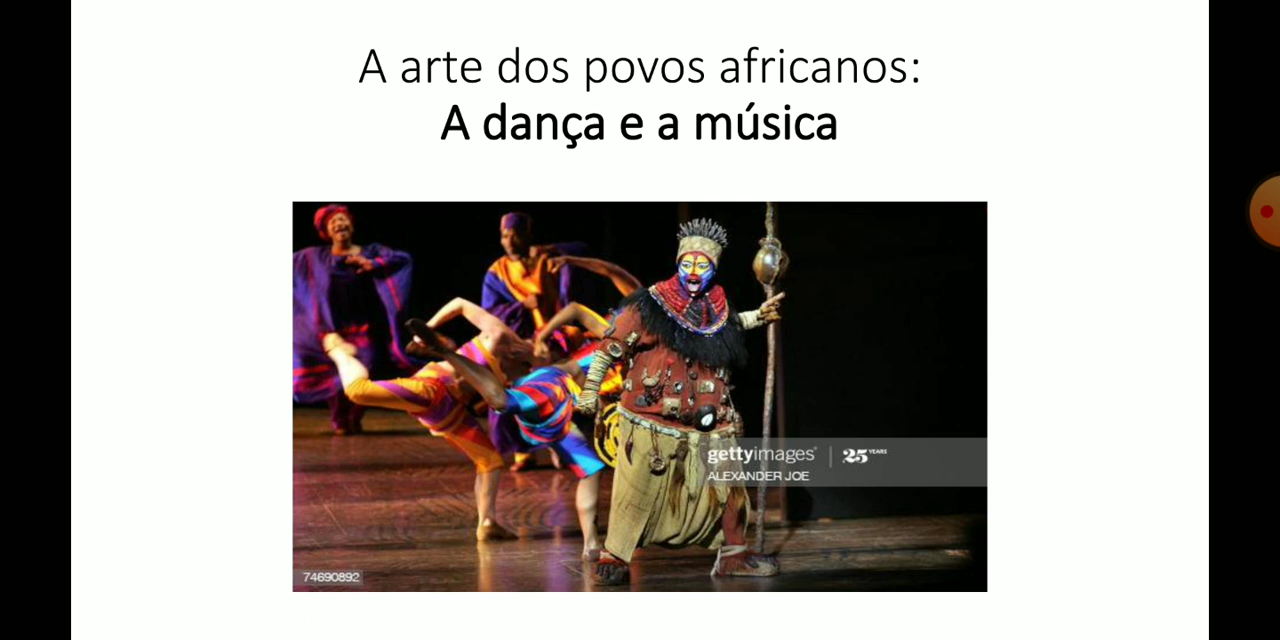 A arte dos povos africanos:
A dança e a música
gettyimages® | 25 YEARS
ALEXANDER JOE
74690892